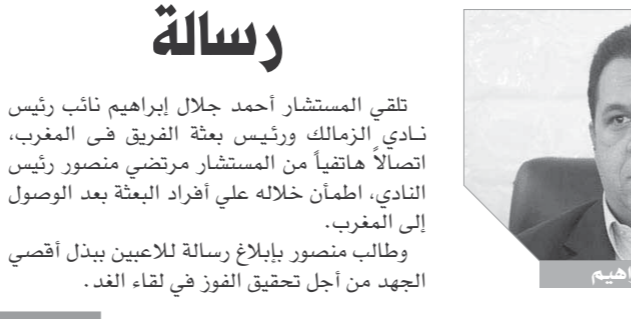 رسالة
تلقي المستشار أحمد جلال إبراهيم نائب رئيس
نادي الزمالك ورئيس بعثة الفريق فى المغرب،
اتصالاً هاتفياً من المستشار مرتضي منصور رئيس
النادي، اطمأن خلاله علي أفراد البعثة بعد الوصول
إلى المغرب.
وطالب منصور بإبلاغ رسالة للاعبين ببذل أقصي
الجهد من أجل تحقيق الفوز في لقاء الغد.